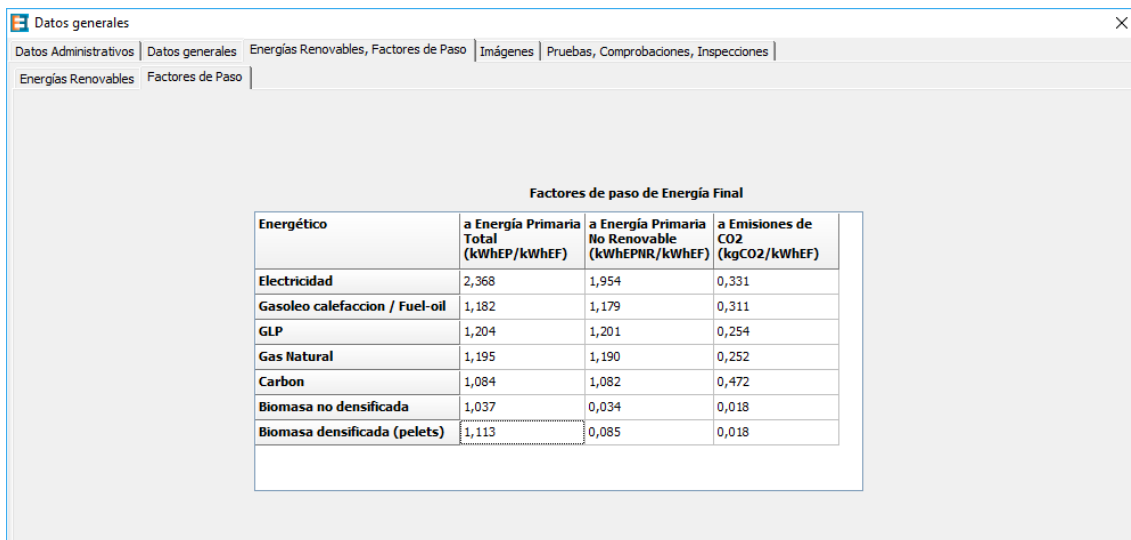 Datos generales
Datos Administrativos Datos generales Energías Renovables, Factores de Paso Imágenes Pruebas, Comprobaciones, Inspecciones
Energías Renovables Factores de Paso
Factores de paso de Energía Final
Energético a Energía Primaria Total (kWhEP/kWhEF) a Energía Primaria No Renovable (kWhEPNR/kWhEF) a Emisiones de CO2 (kgCO2/kWhEF)
Electricidad 2,368 1,954 0,331
Gasoleo calefaccion / Fuel-oil 1,182 1,179 0,311
GLP 1,204 1,201 0,254
Gas Natural 1,195 1,190 0,252
Carbon 1,084 1,082 0,472
Biomasa no densificada 1,037 0,034 0,018
Biomasa densificada (pelets) 1,113 0,085 0,018